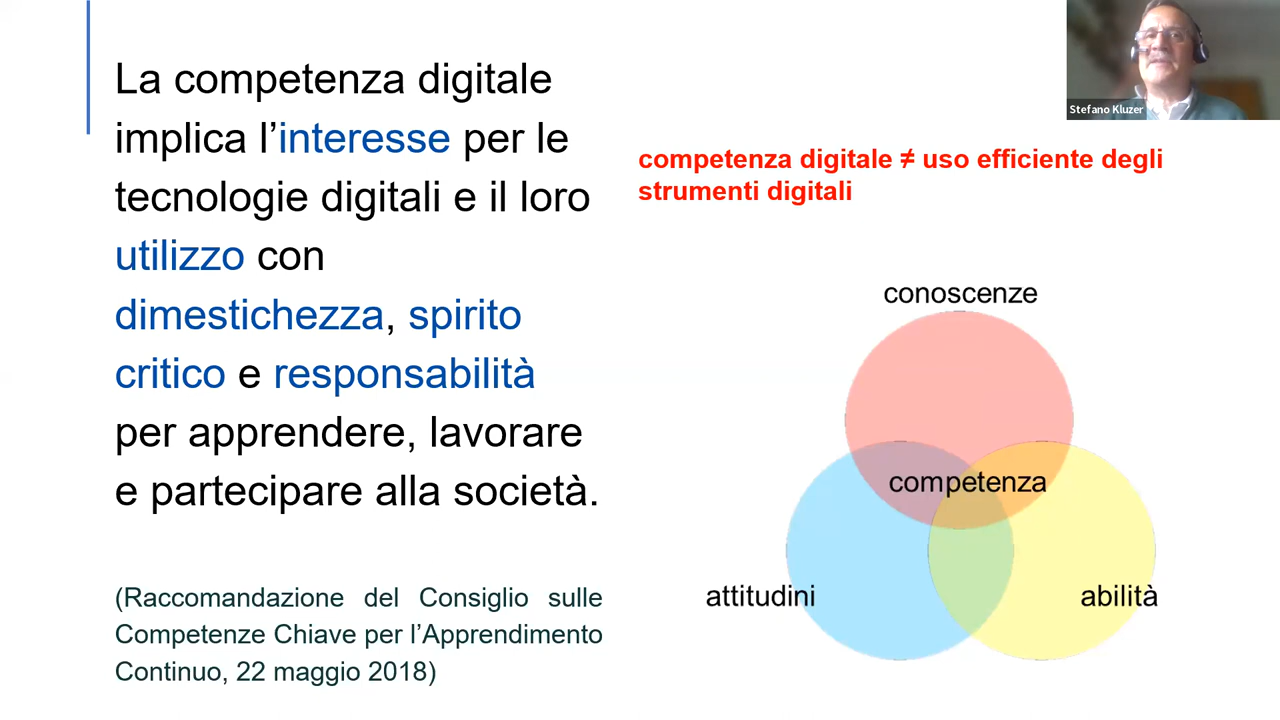 La competenza digitale
implica l’interesse per le
tecnologie digitali e il loro
utilizzo con
dimestichezza, spirito
critico e responsabilità
per apprendere, lavorare
e partecipare alla società.
(Raccomandazione del Consiglio sulle
Competenze Chiave per l’Apprendimento
Continuo, 22 maggio 2018)
Stefano Kluzer
competenza digitale ≠ uso efficiente degli
strumenti digitali
conoscenze
competenza
attitudini
abilità